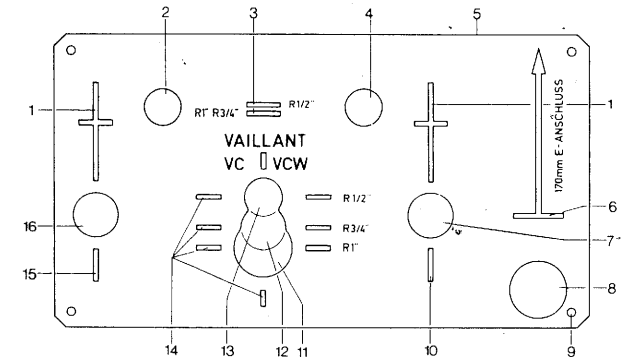 2 3 4 5
1 R1" R3/4" R1/2" 1
VAILLANT
VC VCW
170mm E-ANSCHLUSS
R1/2"
R3/4"
R1"
6
7
8
16
15
14 13 12 11 10 9